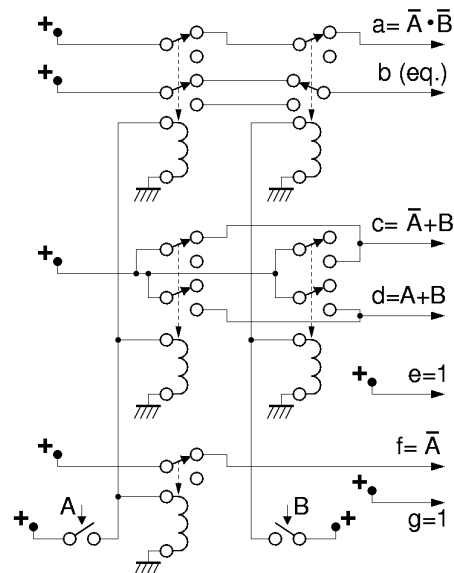 + a= A̅·B̅
+ b (eq.)
+ c= A̅+B
d=A+B
+ e=1
+ f= A̅
+ A B + + g=1